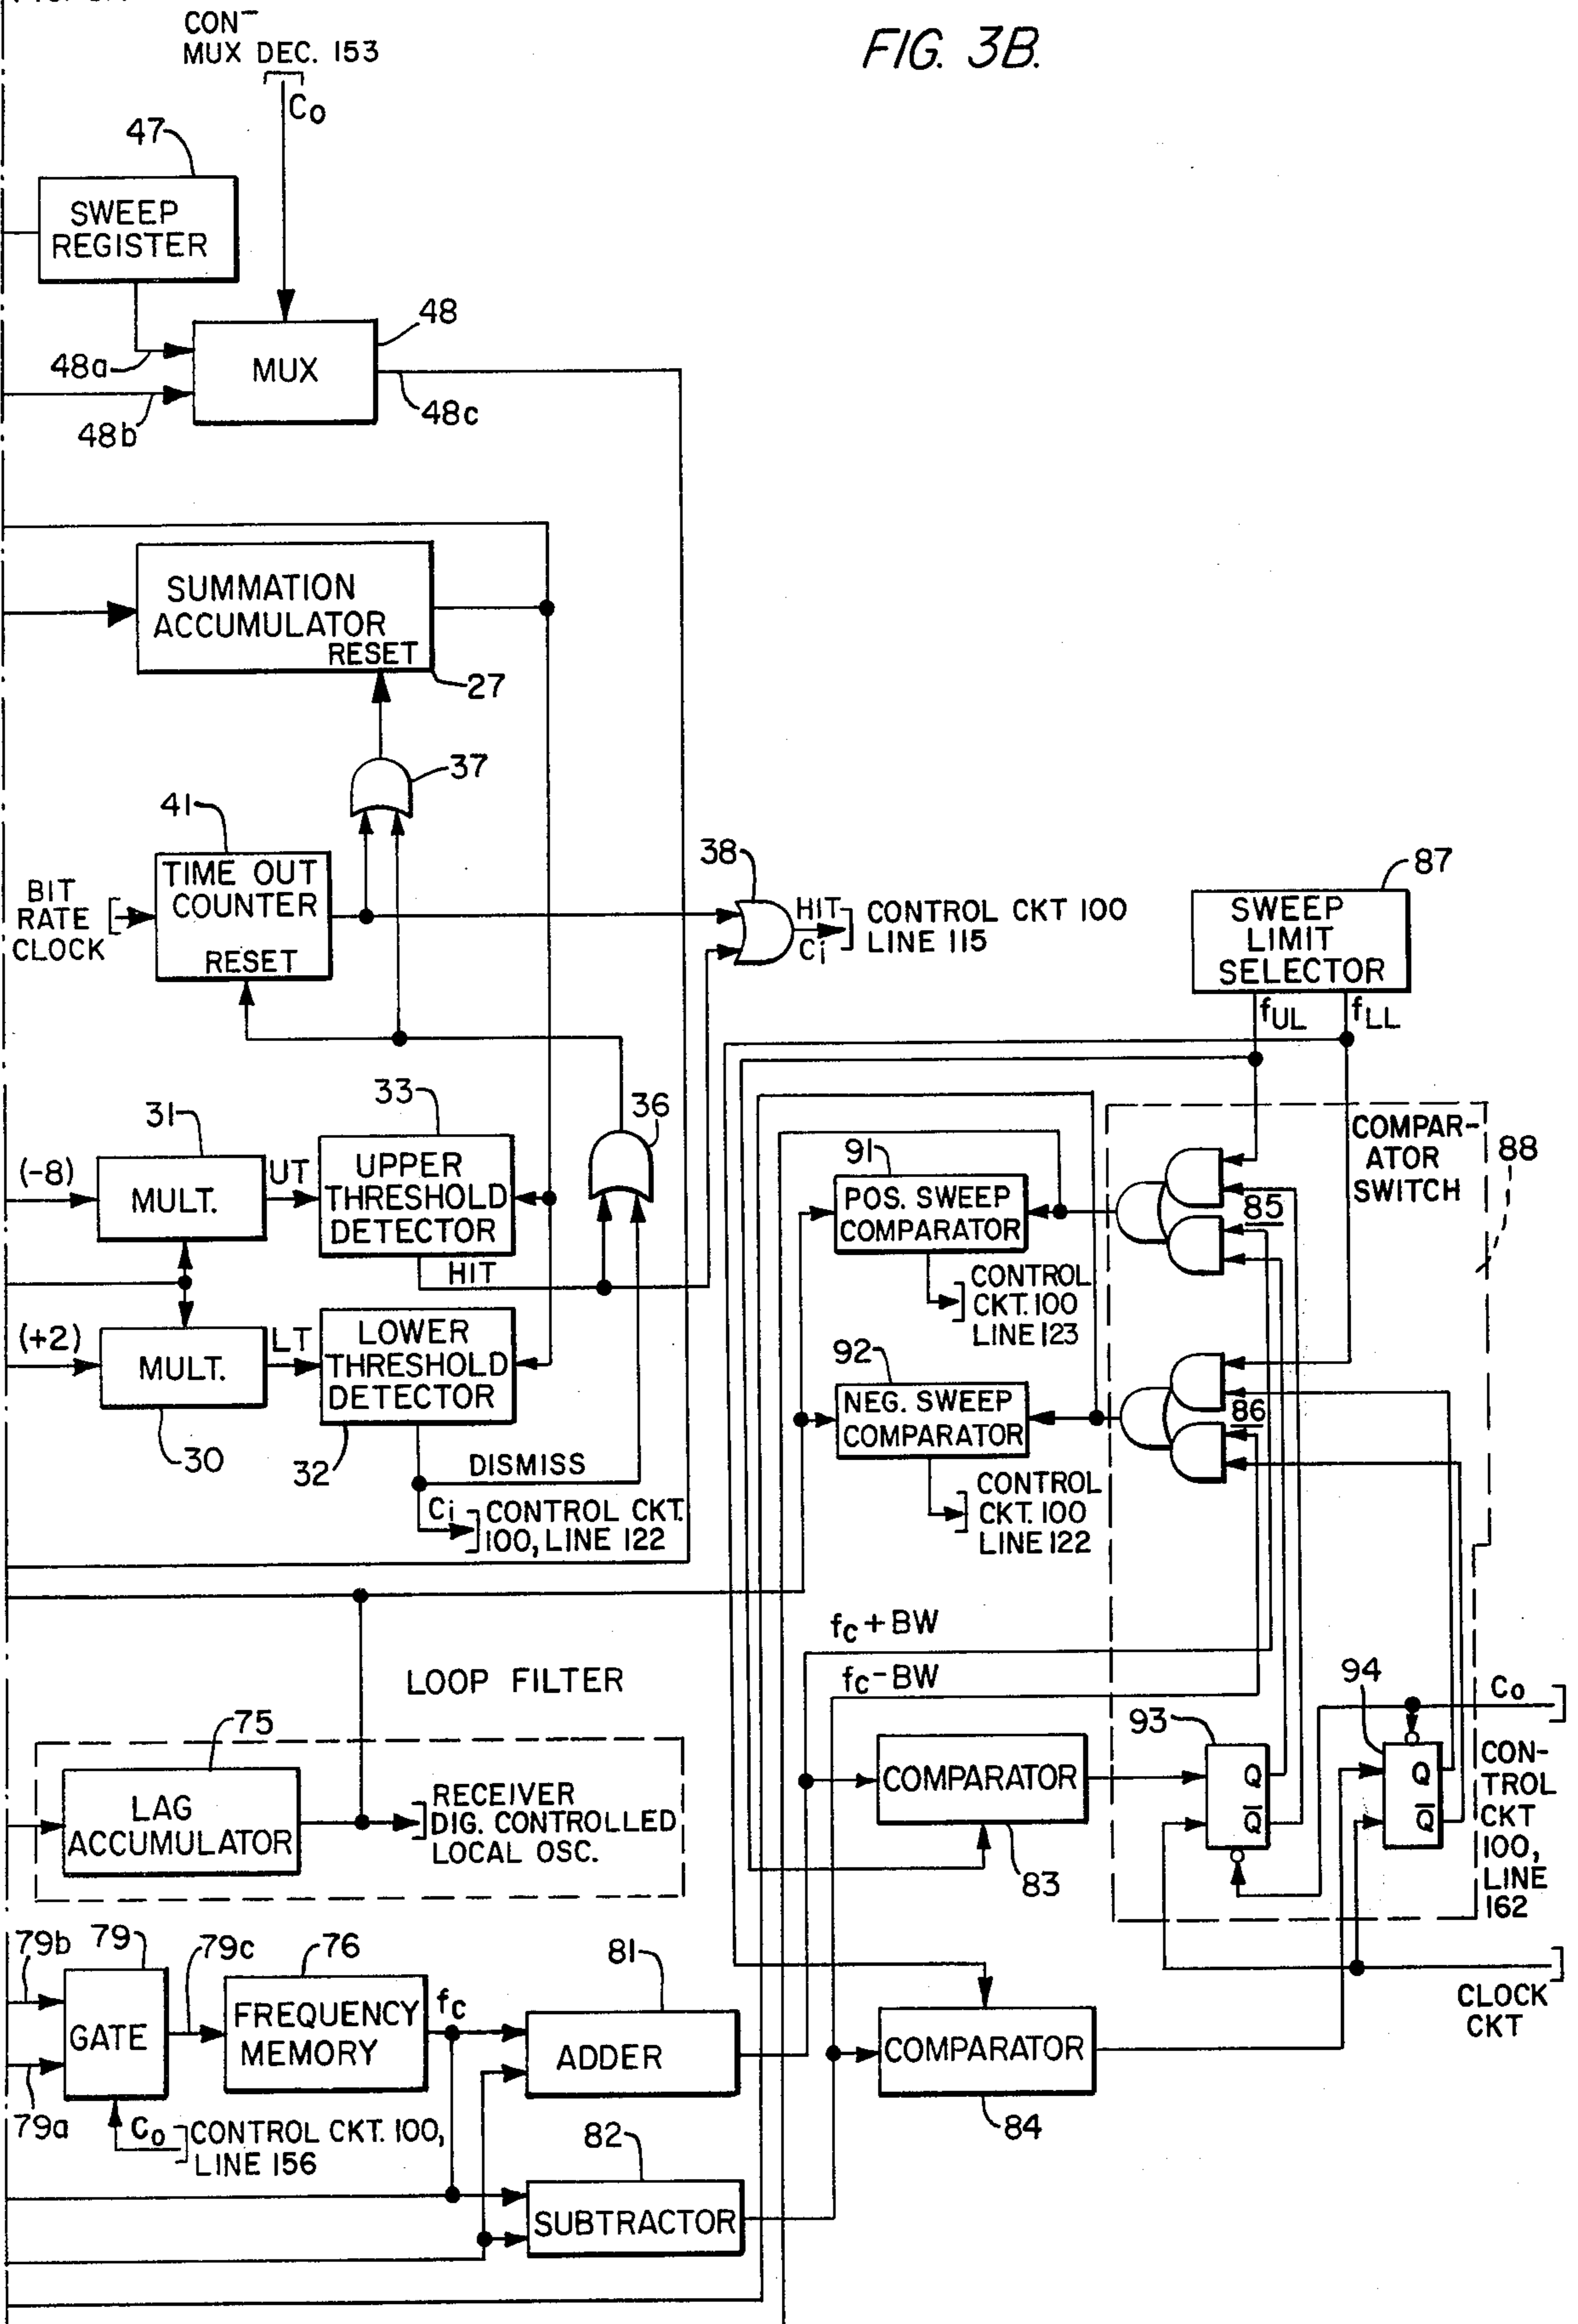 CON-
MUX DEC. 153
FIG. 3B.
Co
47
SWEEP
REGISTER
48
MUX
48a
48b
48c
SUMMATION
ACCUMULATOR
RESET
27
37
41
TIME OUT
COUNTER
RESET
BIT
RATE
CLOCK
38
HIT
Ci
CONTROL CKT 100
LINE 115
87
SWEEP
LIMIT
SELECTOR
fUL
fLL
31
33
36
(-8)
MULT.
UT
UPPER
THRESHOLD
DETECTOR
HIT
(+2)
MULT.
LT
LOWER
THRESHOLD
DETECTOR
30
32
DISMISS
Ci
CONTROL CKT.
100, LINE 122
91
POS. SWEEP
COMPARATOR
CONTROL
CKT. 100
LINE 123
85
COMPAR-
ATOR
SWITCH
88
92
NEG. SWEEP
COMPARATOR
86
CONTROL
CKT. 100
LINE 122
fc+BW
fc-BW
LOOP FILTER
75
LAG
ACCUMULATOR
RECEIVER
DIG. CONTROLLED
LOCAL OSC.
COMPARATOR
83
93
Q
Q̅
94
Q
Q̅
Co
CON-
TROL
CKT
100,
LINE
162
79b
79
79c
76
GATE
FREQUENCY
MEMORY
fc
79a
Co
CONTROL CKT. 100,
LINE 156
81
ADDER
82
SUBTRACTOR
COMPARATOR
84
CLOCK
CKT